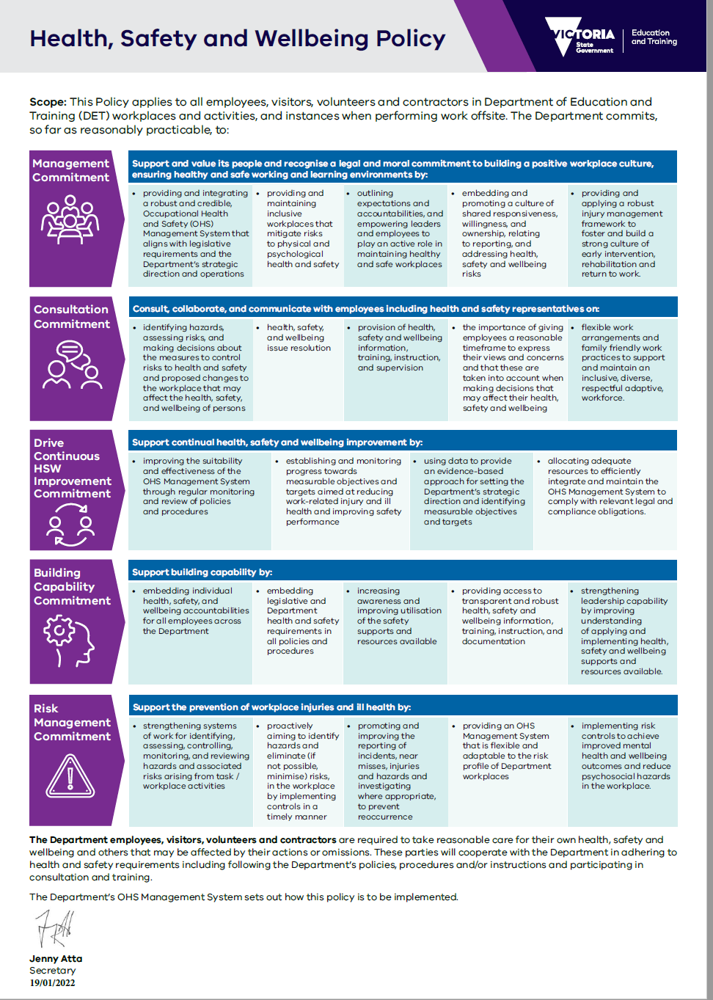 Health, Safety and Wellbeing Policy
VICTORIA
State
Government
Education
and Training
Scope: This Policy applies to all employees, visitors, volunteers and contractors in Department of Education and
Training (DET) workplaces and activities, and instances when performing work offsite. The Department commits,
so far as reasonably practicable, to:
Management
Commitment
Support and value its people and recognise a legal and moral commitment to building a positive workplace culture,
ensuring healthy and safe working and learning environments by:
• providing and integrating
a robust and credible,
Occupational Health
and Safety (OHS)
Management System that
aligns with legislative
requirements and the
Department's strategic
direction and operations
• providing and
maintaining
inclusive
workplaces that
mitigate risks
to physical and
psychological
health and safety
• outlining
expectations and
accountabilities, and
empowering leaders
and employees to
play an active role in
maintaining healthy
and safe workplaces
• embedding and
promoting a culture of
shared responsiveness,
willingness, and
ownership, relating
to reporting, and
addressing health,
safety and wellbeing
risks
• providing and
applying a robust
injury management
framework to
foster and build a
strong culture of
early intervention,
rehabilitation and
return to work.
Consultation
Commitment
Consult, collaborate, and communicate with employees including health and safety representatives on:
• identifying hazards,
assessing risks, and
making decisions about
the measures to control
risks to health and safety
and proposed changes to
the workplace that may
affect the health, safety,
and wellbeing of persons
• health, safety,
and wellbeing
issue resolution
• provision of health,
safety and wellbeing
information,
training, instruction,
and supervision
• the importance of giving
employees a reasonable
timeframe to express
their views and concerns
and that these are
taken into account when
making decisions that
may affect their health,
safety and wellbeing
• flexible work
arrangements and
family friendly work
practices to support
and maintain an
inclusive, diverse,
respectful adaptive,
workforce.
Drive
Continuous
HSW
Improvement
Commitment
Support continual health, safety and wellbeing improvement by:
• improving the suitability
and effectiveness of the
OHS Management System
through regular monitoring
and review of policies
and procedures
• establishing and monitoring
progress towards
measurable objectives and
targets aimed at reducing
work-related injury and ill
health and improving safety
performance
• using data to provide
an evidence-based
approach for setting the
Department's strategic
direction and identifying
measurable objectives
and targets
• allocating adequate
resources to efficiently
integrate and maintain the
OHS Management System to
comply with relevant legal and
compliance obligations.
Building
Capability
Commitment
Support building capability by:
• embedding individual
health, safety, and
wellbeing accountabilities
for all employees across
the Department
• embedding
legislative and
Department
health and safety
requirements in
all policies and
procedures
• increasing
awareness and
improving utilisation
of the safety
supports and
resources available
• providing access to
transparent and robust
health, safety and
wellbeing information,
training, instruction, and
documentation
• strengthening
leadership capability
by improving
understanding
of applying and
implementing health,
safety and wellbeing
supports and
resources available.
Risk
Management
Commitment
Support the prevention of workplace injuries and ill health by:
• strengthening systems
of work for identifying,
assessing, controlling,
monitoring, and reviewing
hazards and associated
risks arising from task /
workplace activities
• proactively
aiming to identify
hazards and
eliminate (if
not possible,
minimise) risks,
in the workplace
by implementing
controls in a
timely manner
• promoting and
improving the
reporting of
incidents, near
misses, injuries
and hazards and
investigating
where appropriate,
to prevent
reoccurrence
• providing an OHS
Management System
that is flexible and
adaptable to the risk
profile of Department
workplaces
• implementing risk
controls to achieve
improved mental
health and wellbeing
outcomes and reduce
psychosocial hazards
in the workplace.
The Department employees, visitors, volunteers and contractors are required to take reasonable care for their own health, safety and
wellbeing and others that may be affected by their actions or omissions. These parties will cooperate with the Department in adhering to
health and safety requirements including following the Department's policies, procedures and/or instructions and participating in
consultation and training.
The Department's OHS Management System sets out how this policy is to be implemented.
Jenny Atta
Secretary
19/01/2022